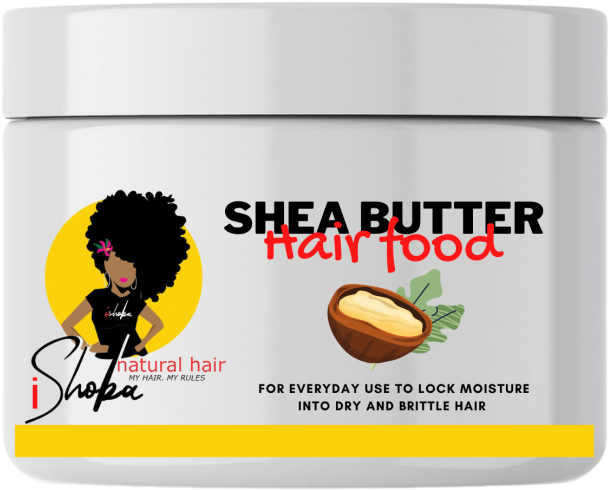 SHEA BUTTER
Hair food
ishoba
natural hair
MY HAIR. MY RULES
iShoba
FOR EVERYDAY USE TO LOCK MOISTURE
INTO DRY AND BRITTLE HAIR